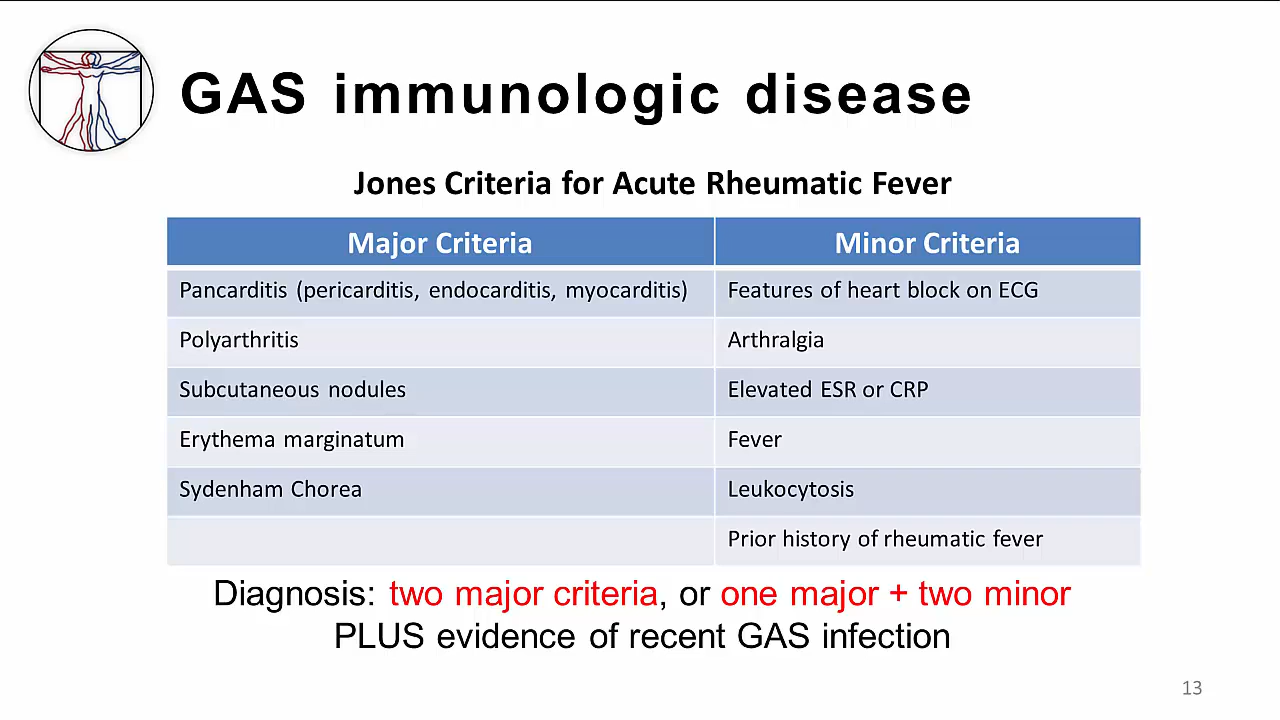 GAS immunologic disease
Jones Criteria for Acute Rheumatic Fever
Major Criteria
Minor Criteria
Pancarditis (pericarditis, endocarditis, myocarditis)
Features of heart block on ECG
Polyarthritis
Arthralgia
Subcutaneous nodules
Elevated ESR or CRP
Erythema marginatum
Fever
Sydenham Chorea
Leukocytosis
Prior history of rheumatic fever
Diagnosis: two major criteria, or one major + two minor
PLUS evidence of recent GAS infection
13